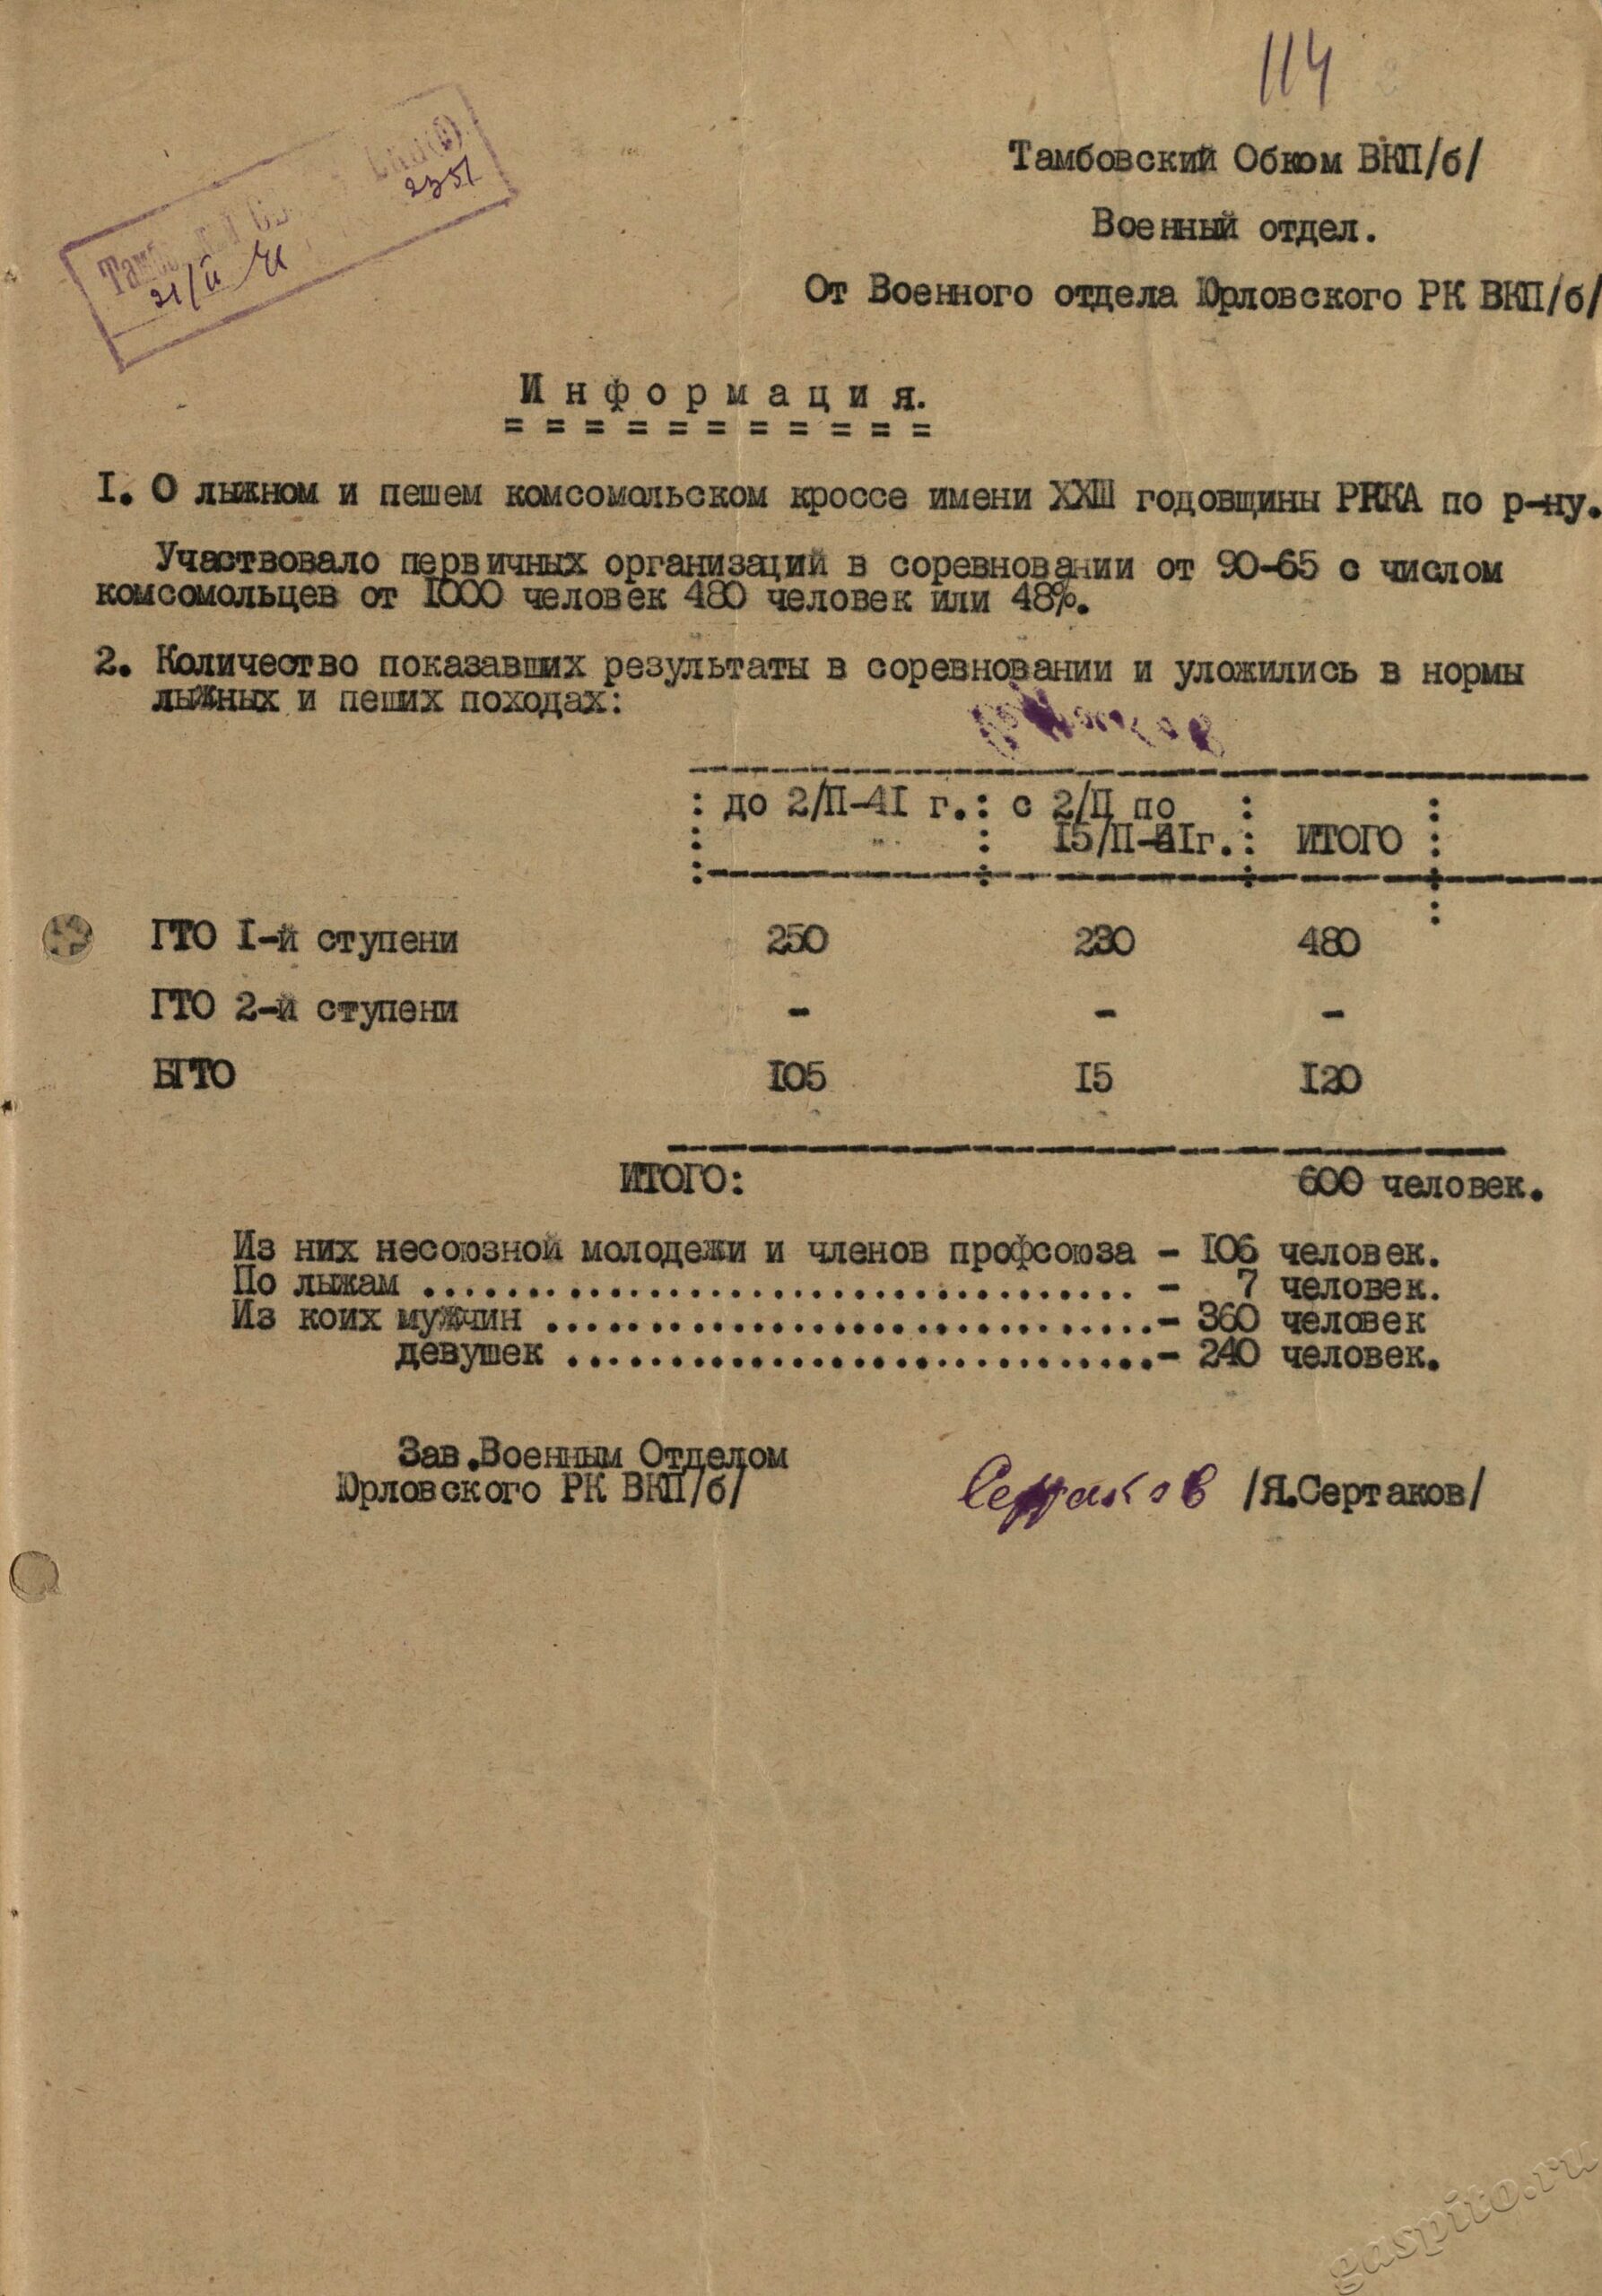 114
Тамбовский Обком ВКП/б/
Военный отдел.
От Военного отдела Юрловского РК ВКП/б/
2351
21/II 41
Информация.
===========
I. О лыжном и пешем комсомольском кроссе имени XXIII годовщины РККА по р-ну.
Участвовало первичных организаций в соревновании от 90-65 с числом
комсомольцев от 1000 человек 480 человек или 48%.
2. Количество показавших результаты в соревновании и уложились в нормы
лыжных и пеших походах:
: до 2/II-41 г. : с 2/II по : :
: : 15/II-41г. : ИТОГО :
ГТО I-й ступени 250 230 480
ГТО 2-й ступени - - -
БГТО 105 15 120
ИТОГО: 600 человек.
Из них несоюзной молодежи и членов профсоюза - 106 человек.
По лыжам .................................. - 7 человек.
Из коих мужчин .............................- 360 человек
девушек ............................- 240 человек.
Зав.Военным Отделом
Юрловского РК ВКП/б/ Сертаков /Я.Сертаков/
gaspito.ru